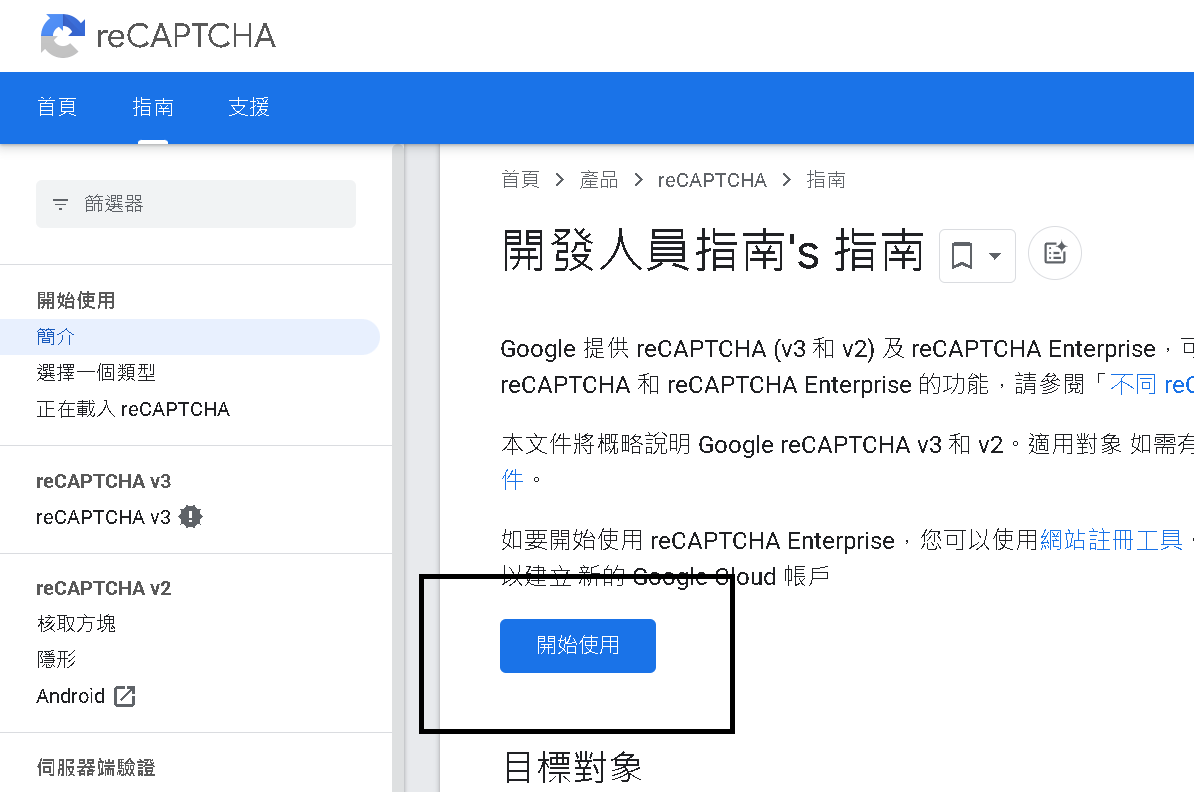 reCAPTCHA
首頁 指南 支援
篩選器
開始使用
簡介
選擇一個類型
正在載入 reCAPTCHA
reCAPTCHA v3
reCAPTCHA v3
reCAPTCHA v2
核取方塊
隱形
Android
伺服器端驗證
首頁 > 產品 > reCAPTCHA > 指南
開發人員指南's 指南
Google 提供 reCAPTCHA (v3 和 v2) 及 reCAPTCHA Enterprise，可
reCAPTCHA 和 reCAPTCHA Enterprise 的功能，請參閱「不同 reC
本文件將概略說明 Google reCAPTCHA v3 和 v2。適用對象 如需有
件。
如要開始使用 reCAPTCHA Enterprise，您可以使用網站註冊工具，
以建立 新的 Google Cloud 帳戶
開始使用
目標對象